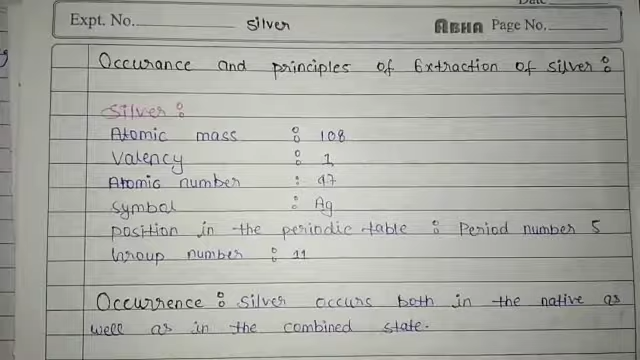 Date
Expt. No. silver ABHA Page No.
Occurance and principles of Extraction of silver :
Silver :
Atomic mass : 108
Valency : 1
Atomic number : 47
symbol : Ag
position in the periodic table : Period number 5
Group number : 11
Occurrence : silver occurs both in the native as
well as in the combined state.